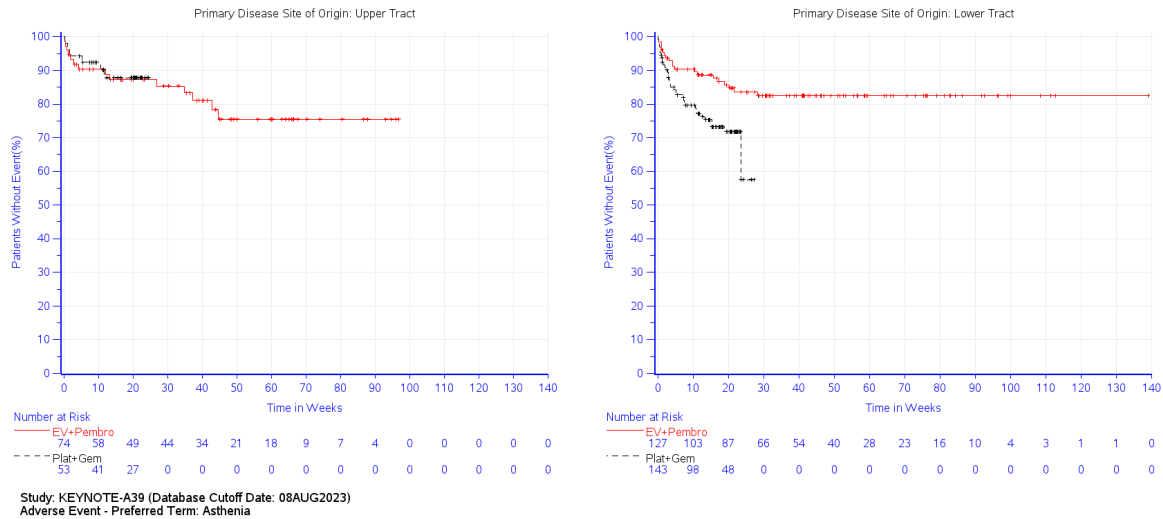 Primary Disease Site of Origin: Upper Tract
Patients Without Event(%)
100
90
80
70
60
50
40
30
20
10
0
0 10 20 30 40 50 60 70 80 90 100 110 120 130 140
Time in Weeks
Number at Risk
EV+Pembro
74 58 49 44 34 21 18 9 7 4 0 0 0 0 0
Plat+Gem
53 41 27 0 0 0 0 0 0 0 0 0 0 0 0
Primary Disease Site of Origin: Lower Tract
Patients Without Event(%)
100
90
80
70
60
50
40
30
20
10
0
0 10 20 30 40 50 60 70 80 90 100 110 120 130 140
Time in Weeks
Number at Risk
EV+Pembro
127 103 87 66 54 40 28 23 16 10 4 3 1 1 0
Plat+Gem
143 98 48 0 0 0 0 0 0 0 0 0 0 0 0
Study: KEYNOTE-A39 (Database Cutoff Date: 08AUG2023)
Adverse Event - Preferred Term: Asthenia